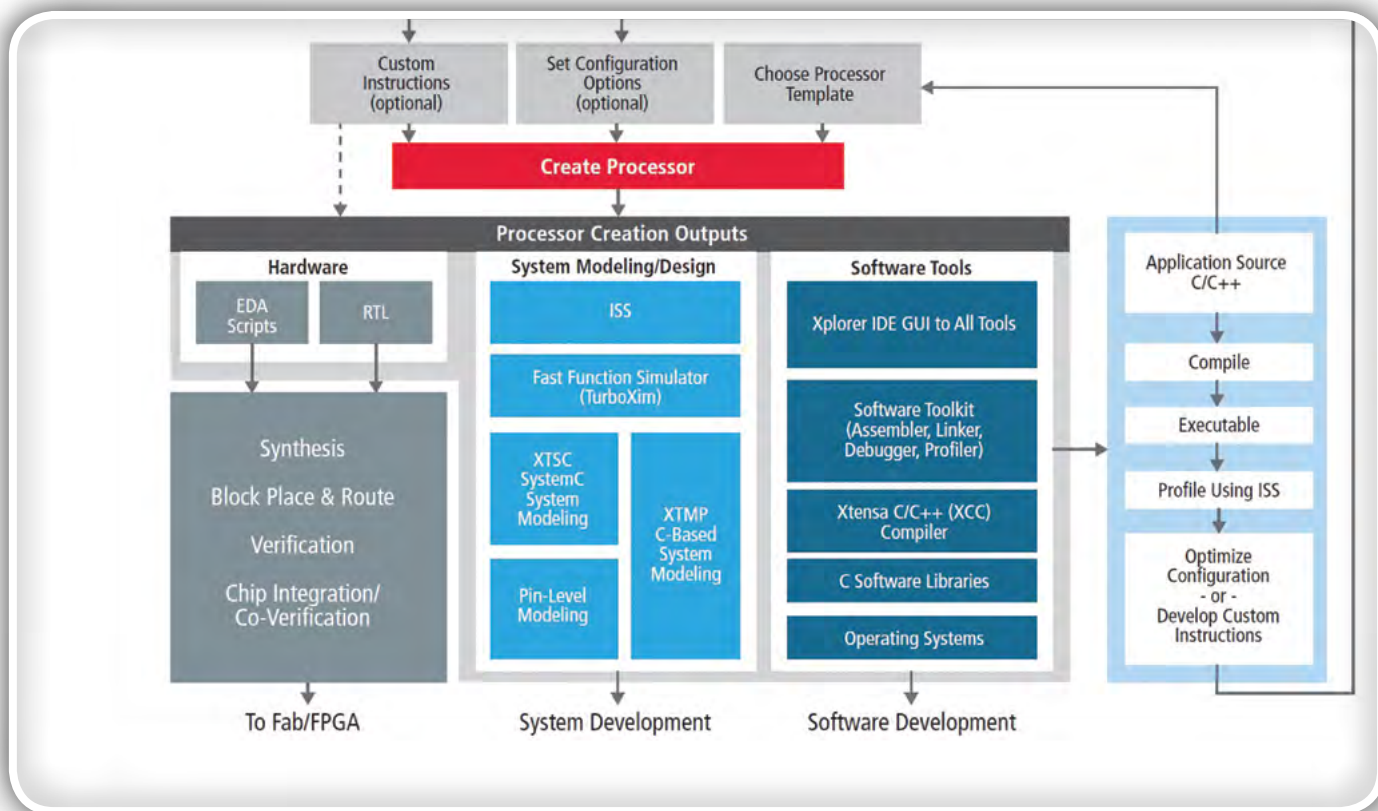 Custom
Instructions
(optional)
Set Configuration
Options
(optional)
Choose Processor
Template
Create Processor
Processor Creation Outputs
Hardware
EDA
Scripts
RTL
Synthesis
Block Place & Route
Verification
Chip Integration/
Co-Verification
To Fab/FPGA
System Modeling/Design
ISS
Fast Function Simulator
(TurboXim)
XTSC
SystemC
System
Modeling
Pin-Level
Modeling
XTMP
C-Based
System
Modeling
System Development
Software Tools
Xplorer IDE GUI to All Tools
Software Toolkit
(Assembler, Linker,
Debugger, Profiler)
Xtensa C/C++ (XCC)
Compiler
C Software Libraries
Operating Systems
Software Development
Application Source
C/C++
Compile
Executable
Profile Using ISS
Optimize
Configuration
- or -
Develop Custom
Instructions